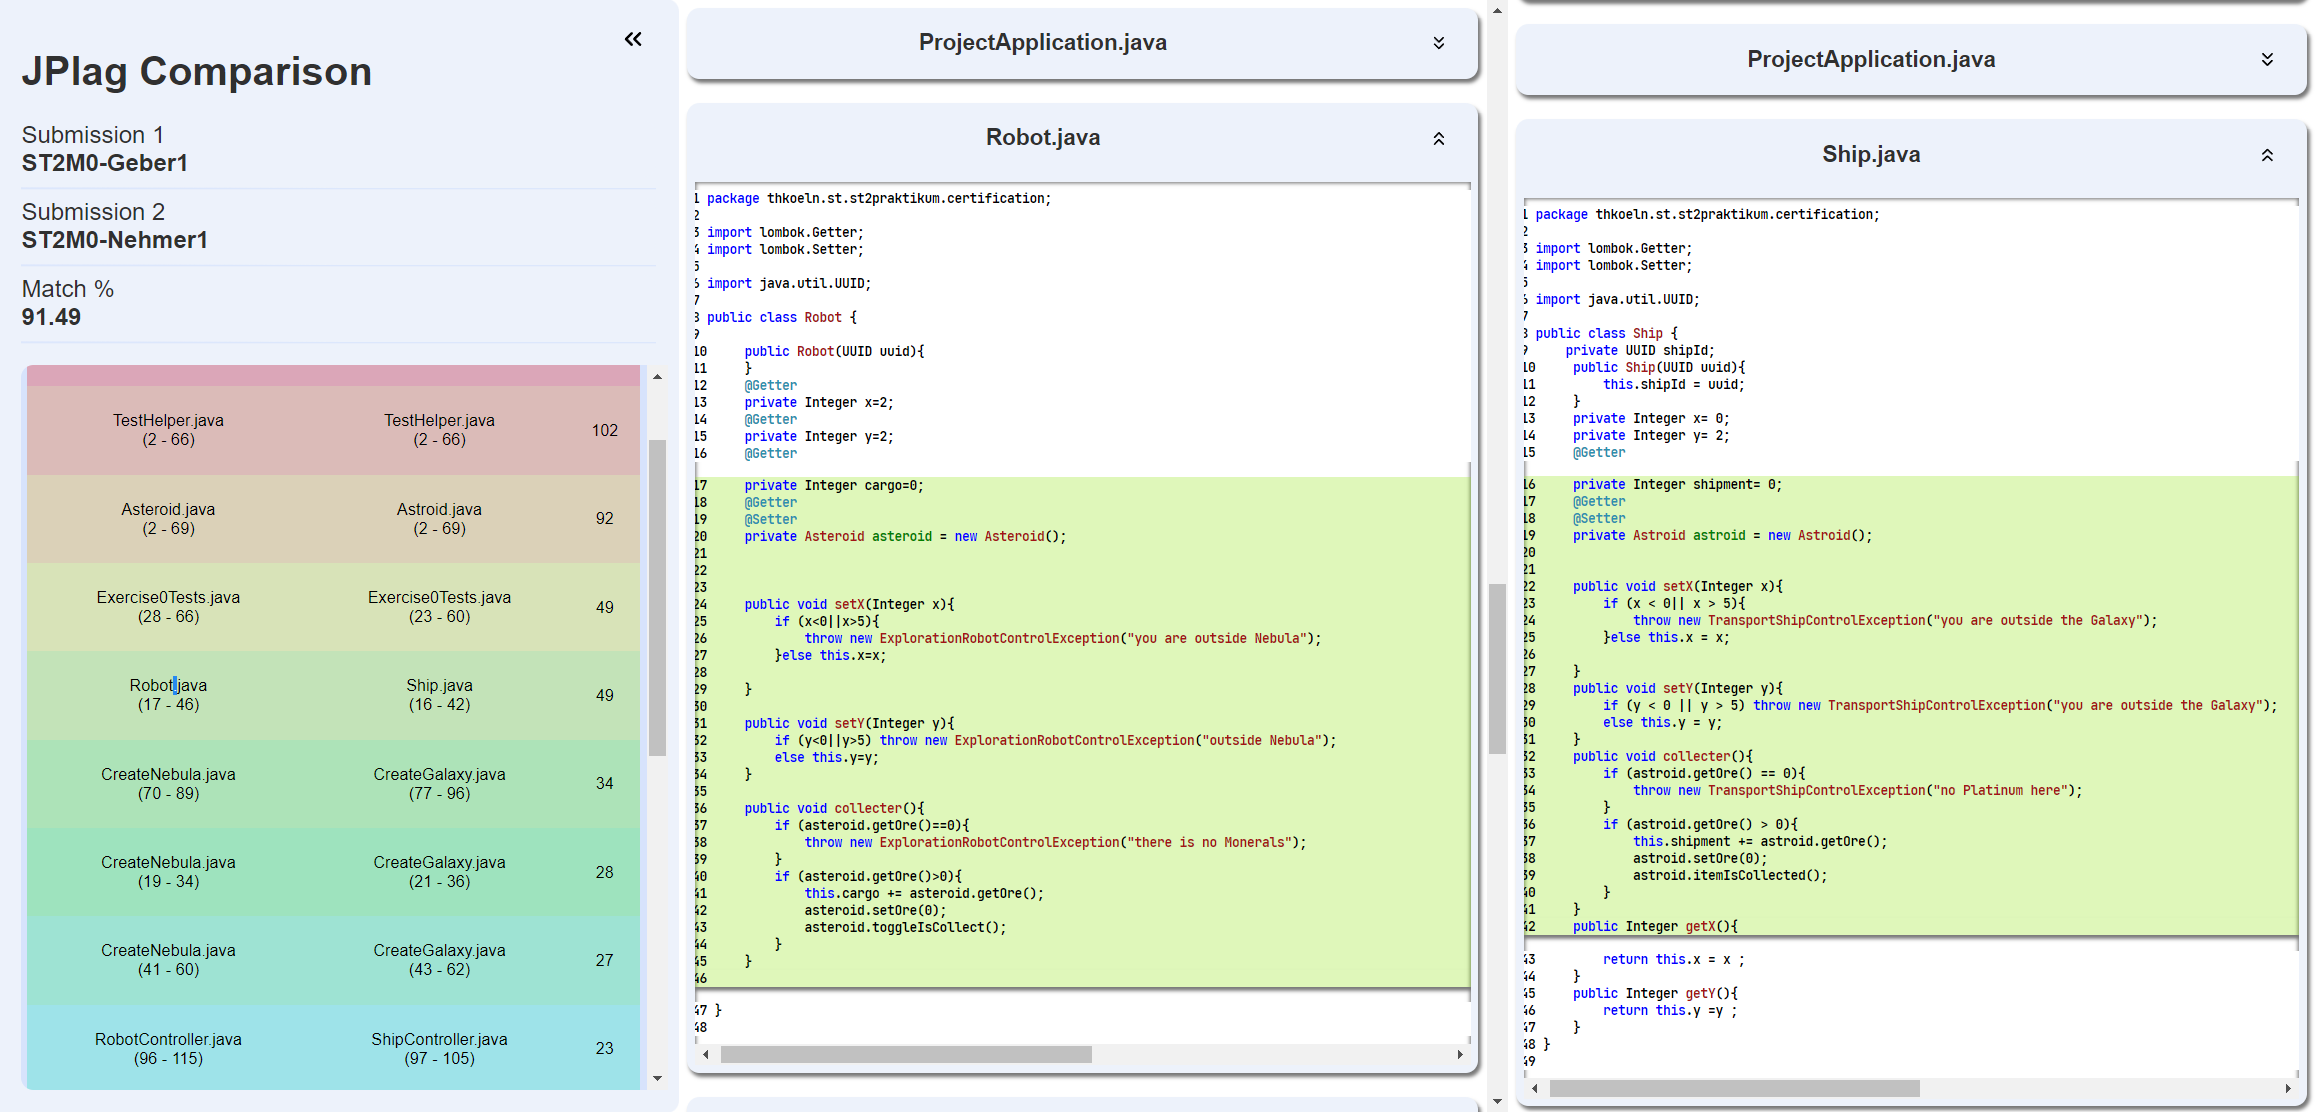 JPlag Comparison
Submission 1
ST2M0-Geber1
Submission 2
ST2M0-Nehmer1
Match %
91.49
TestHelper.java TestHelper.java 102
(2 - 66) (2 - 66)
Asteroid.java Astroid.java 92
(2 - 69) (2 - 69)
Exercise0Tests.java Exercise0Tests.java 49
(28 - 66) (23 - 60)
Robot.java Ship.java 49
(17 - 46) (16 - 42)
CreateNebula.java CreateGalaxy.java 34
(70 - 89) (77 - 96)
CreateNebula.java CreateGalaxy.java 28
(19 - 34) (21 - 36)
CreateNebula.java CreateGalaxy.java 27
(41 - 60) (43 - 62)
RobotController.java ShipController.java 23
(96 - 115) (97 - 105)
ProjectApplication.java
Robot.java
1 package thkoeln.st.st2praktikum.certification;
2
3 import lombok.Getter;
4 import lombok.Setter;
5
6 import java.util.UUID;
7
8 public class Robot {
9
10 public Robot(UUID uuid){
11 }
12 @Getter
13 private Integer x=2;
14 @Getter
15 private Integer y=2;
16 @Getter
17 private Integer cargo=0;
18 @Getter
19 @Setter
20 private Asteroid asteroid = new Asteroid();
21
22
23
24 public void setX(Integer x){
25 if (x<0||x>5){
26 throw new ExplorationRobotControlException("you are outside Nebula");
27 }else this.x=x;
28
29 }
30
31 public void setY(Integer y){
32 if (y<0||y>5) throw new ExplorationRobotControlException("outside Nebula");
33 else this.y=y;
34 }
35
36 public void collecter(){
37 if (asteroid.getOre()==0){
38 throw new ExplorationRobotControlException("there is no Monerals");
39 }
40 if (asteroid.getOre()>0){
41 this.cargo += asteroid.getOre();
42 asteroid.setOre(0);
43 asteroid.toggleIsCollect();
44 }
45 }
46
47 }
48
ProjectApplication.java
Ship.java
1 package thkoeln.st.st2praktikum.certification;
2
3 import lombok.Getter;
4 import lombok.Setter;
5
6 import java.util.UUID;
7
8 public class Ship {
9 private UUID shipId;
10 public Ship(UUID uuid){
11 this.shipId = uuid;
12 }
13 private Integer x= 0;
14 private Integer y= 2;
15 @Getter
16 private Integer shipment= 0;
17 @Getter
18 @Setter
19 private Astroid astroid = new Astroid();
20
21
22 public void setX(Integer x){
23 if (x < 0|| x > 5){
24 throw new TransportShipControlException("you are outside the Galaxy");
25 }else this.x = x;
26
27 }
28 public void setY(Integer y){
29 if (y < 0 || y > 5) throw new TransportShipControlException("you are outside the Galaxy");
30 else this.y = y;
31 }
32 public void collecter(){
33 if (astroid.getOre() == 0){
34 throw new TransportShipControlException("no Platinum here");
35 }
36 if (astroid.getOre() > 0){
37 this.shipment += astroid.getOre();
38 astroid.setOre(0);
39 astroid.itemIsCollected();
40 }
41 }
42 public Integer getX(){
43 return this.x = x ;
44 }
45 public Integer getY(){
46 return this.y =y ;
47 }
48 }
49